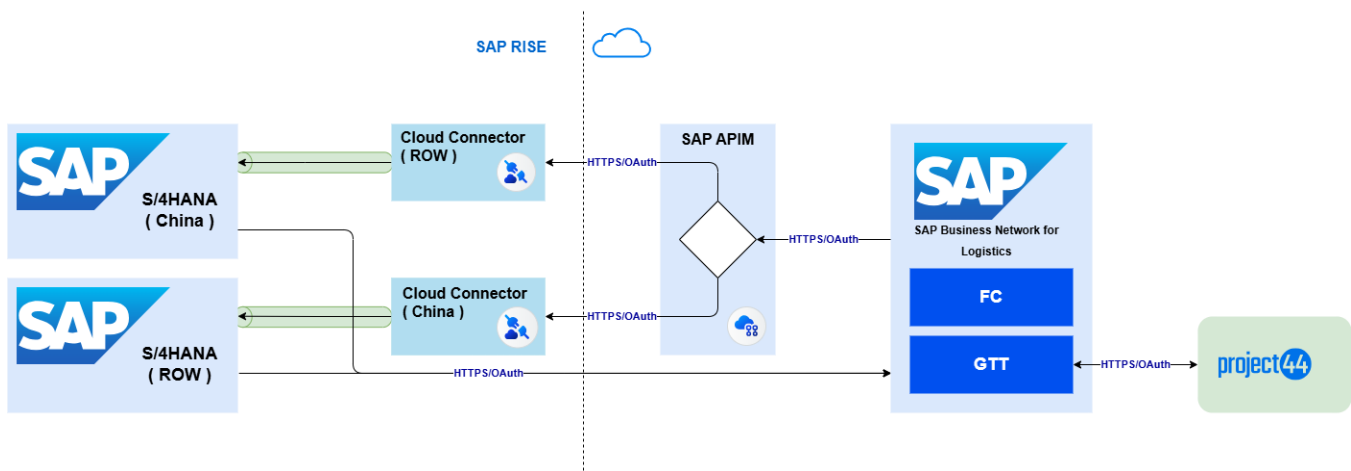 SAP RISE
SAP
S/4HANA
( China )
Cloud Connector
( ROW )
HTTPS/OAuth
SAP APIM
HTTPS/OAuth
SAP
SAP Business Network for
Logistics
FC
GTT
SAP
S/4HANA
( ROW )
Cloud Connector
( China )
HTTPS/OAuth
HTTPS/OAuth
HTTPS/OAuth
project44